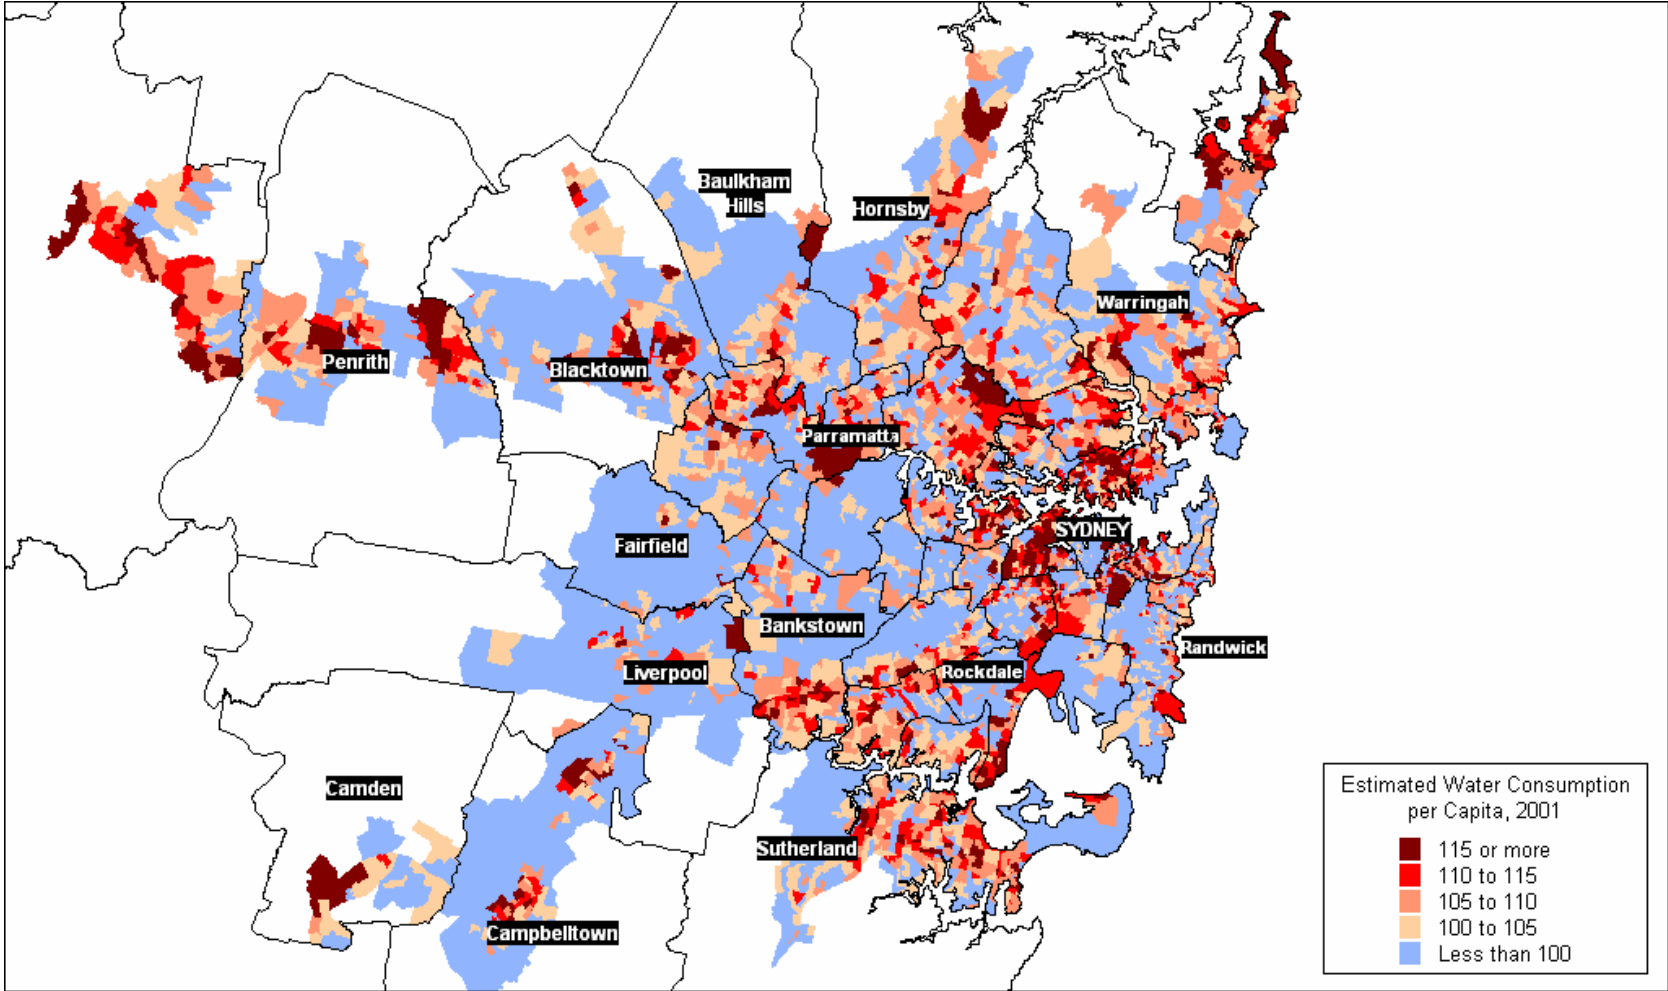 Baulkham
Hills
Hornsby
Warringah
Penrith
Blacktown
Parramatta
SYDNEY
Fairfield
Bankstown
Randwick
Liverpool
Rockdale
Camden
Sutherland
Campbelltown
Estimated Water Consumption
per Capita, 2001
115 or more
110 to 115
105 to 110
100 to 105
Less than 100